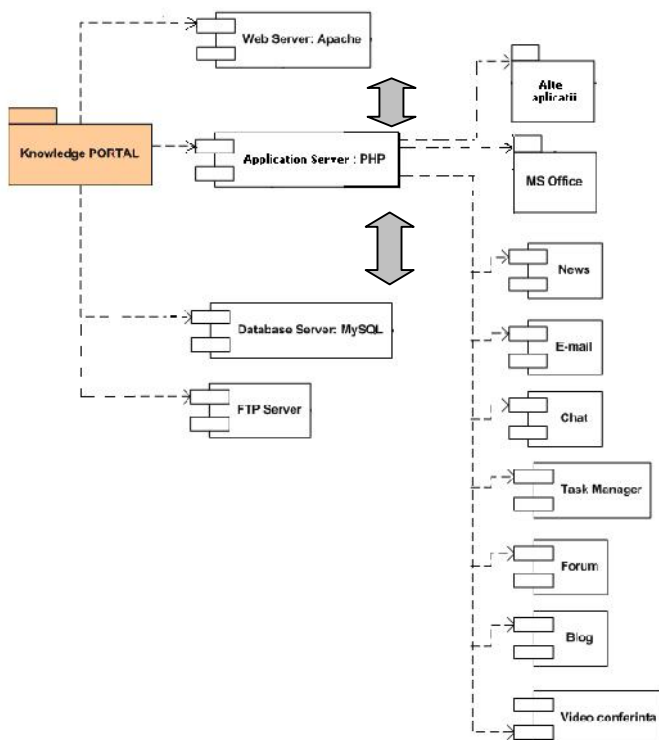 Web Server: Apache
Knowledge PORTAL
Application Server : PHP
Database Server: MySQL
FTP Server
Alte
aplicatii
MS Office
News
E-mail
Chat
Task Manager
Forum
Blog
Video conferinta